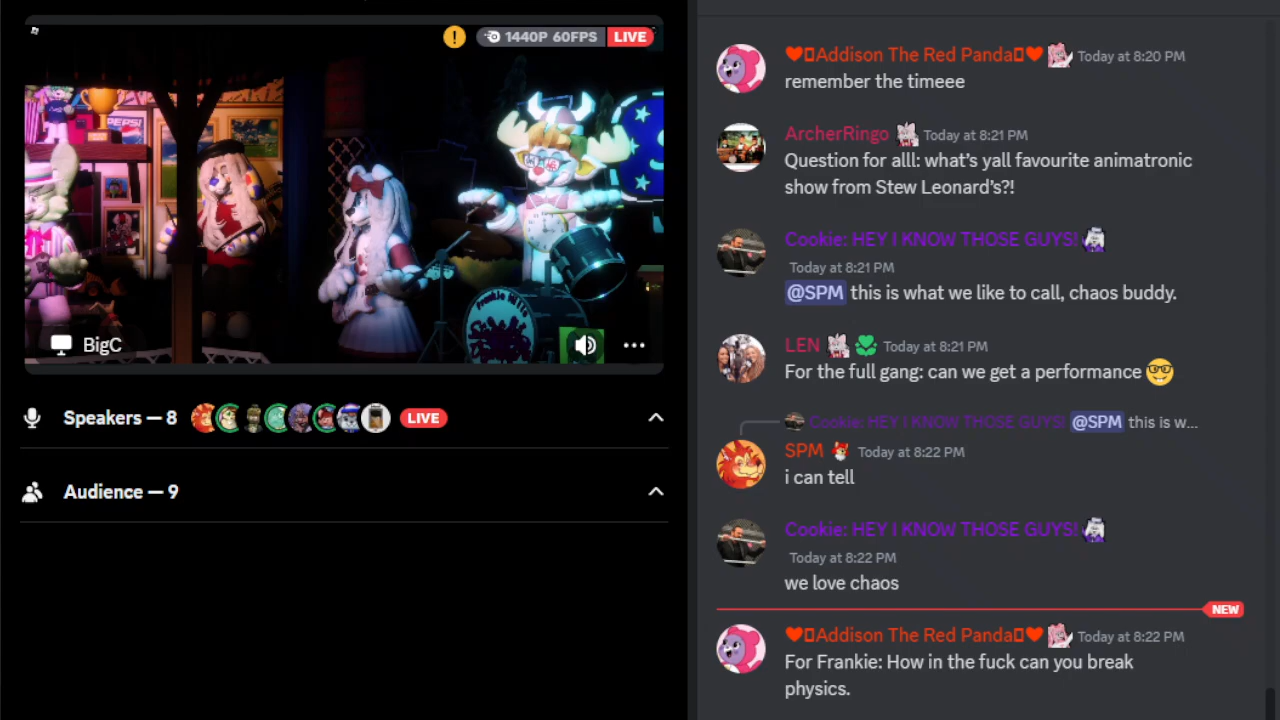 1440P 60FPS
LIVE
PEPSI
BigC
Speakers — 8
LIVE
Audience — 9
❤▯Addison The Red Panda▯❤ Today at 8:20 PM
remember the timeee
ArcherRingo Today at 8:21 PM
Question for alll: what’s yall favourite animatronic
show from Stew Leonard’s?!
Cookie: HEY I KNOW THOSE GUYS!
Today at 8:21 PM
@SPM this is what we like to call, chaos buddy.
LEN Today at 8:21 PM
For the full gang: can we get a performance 🤓
Cookie: HEY I KNOW THOSE GUYS! @SPM this is w...
SPM Today at 8:22 PM
i can tell
Cookie: HEY I KNOW THOSE GUYS!
Today at 8:22 PM
we love chaos
NEW
❤▯Addison The Red Panda▯❤ Today at 8:22 PM
For Frankie: How in the fuck can you break
physics.